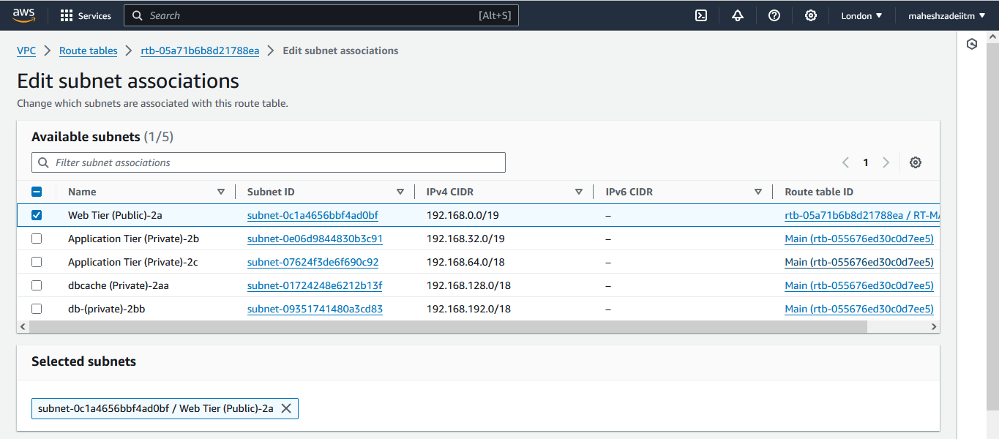 aws Services Search [Alt+S] London maheshzadeiitm
VPC Route tables rtb-05a71b6b8d21788ea Edit subnet associations
Edit subnet associations
Change which subnets are associated with this route table.
Available subnets (1/5)
Filter subnet associations 1
Name Subnet ID IPv4 CIDR IPv6 CIDR Route table ID
Web Tier (Public)-2a subnet-0c1a4656bbf4ad0bf 192.168.0.0/19 – rtb-05a71b6b8d21788ea / RT-MA
Application Tier (Private)-2b subnet-0e06d9844830b3c91 192.168.32.0/19 – Main (rtb-055676ed30c0d7ee5)
Application Tier (Private)-2c subnet-07624f3de6f690c92 192.168.64.0/18 – Main (rtb-055676ed30c0d7ee5)
dbcache (Private)-2aa subnet-01724248e6212b13f 192.168.128.0/18 – Main (rtb-055676ed30c0d7ee5)
db-(private)-2bb subnet-09351741480a3cd83 192.168.192.0/18 – Main (rtb-055676ed30c0d7ee5)
Selected subnets
subnet-0c1a4656bbf4ad0bf / Web Tier (Public)-2a